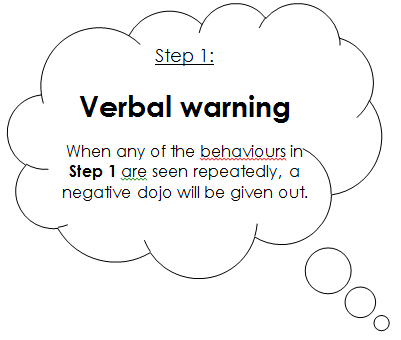 Step 1:
Verbal warning
When any of the behaviours in
Step 1 are seen repeatedly, a
negative dojo will be given out.